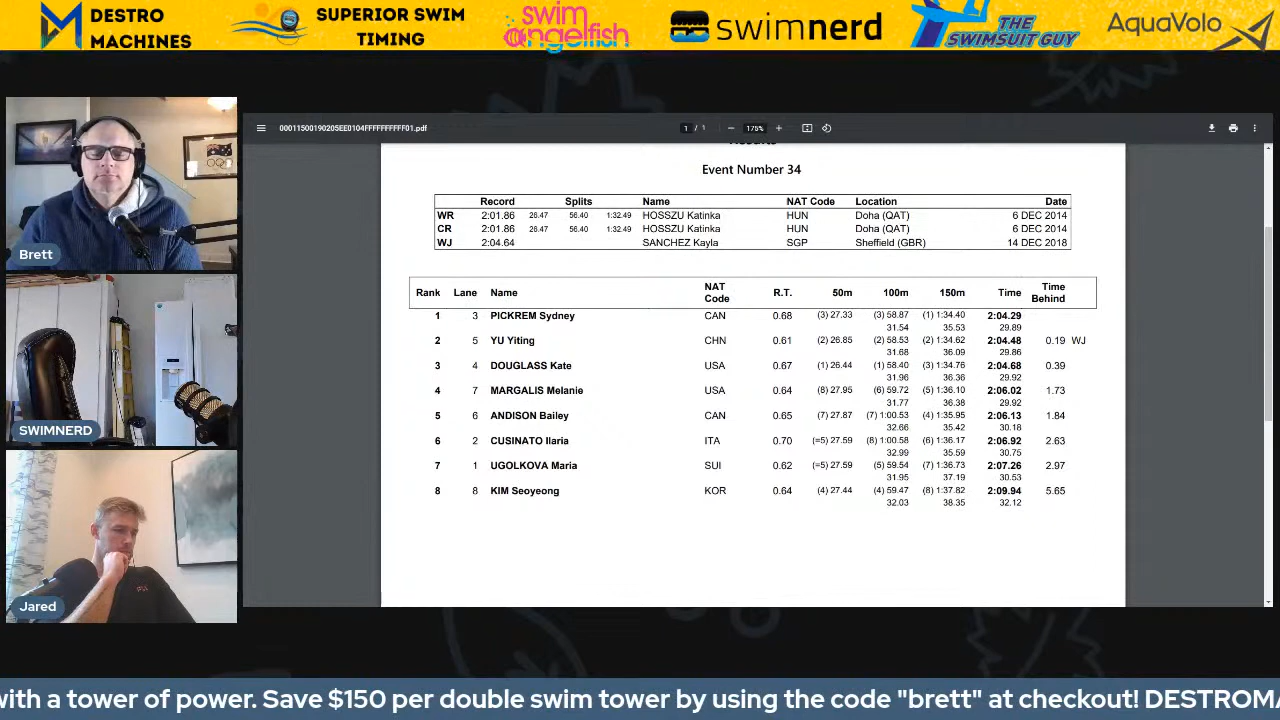 DESTRO
MACHINES
SUPERIOR SWIM
TIMING
swim
angelfish
swimnerd
THE
SWIMSUIT GUY
AquaVolo
Brett
SWIMNERD
Jared
00011500190205EE0104FFFFFFFFFF01.pdf
1 / 1
175%
Results
Event Number 34
Record Splits Name NAT Code Location Date
WR 2:01.86 26.47 56.40 1:32.49 HOSSZU Katinka HUN Doha (QAT) 6 DEC 2014
CR 2:01.86 26.47 56.40 1:32.49 HOSSZU Katinka HUN Doha (QAT) 6 DEC 2014
WJ 2:04.64 SANCHEZ Kayla SGP Sheffield (GBR) 14 DEC 2018
Rank Lane Name NAT Code R.T. 50m 100m 150m Time Time Behind
1 3 PICKREM Sydney CAN 0.68 (3) 27.33 (3) 58.87 (1) 1:34.40 2:04.29
31.54 35.53 29.89
2 5 YU Yiting CHN 0.61 (2) 26.85 (2) 58.53 (2) 1:34.62 2:04.48 0.19 WJ
31.68 36.09 29.86
3 4 DOUGLASS Kate USA 0.67 (1) 26.44 (1) 58.40 (3) 1:34.76 2:04.68 0.39
31.96 36.36 29.92
4 7 MARGALIS Melanie USA 0.64 (8) 27.95 (6) 59.72 (5) 1:36.10 2:06.02 1.73
31.77 36.38 29.92
5 6 ANDISON Bailey CAN 0.65 (7) 27.87 (7) 1:00.53 (4) 1:35.95 2:06.13 1.84
32.66 35.42 30.18
6 2 CUSINATO Ilaria ITA 0.70 (=5) 27.59 (8) 1:00.58 (6) 1:36.17 2:06.92 2.63
32.99 35.59 30.75
7 1 UGOLKOVA Maria SUI 0.62 (=5) 27.59 (5) 59.54 (7) 1:36.73 2:07.26 2.97
31.95 37.19 30.53
8 8 KIM Seoyeong KOR 0.64 (4) 27.44 (4) 59.47 (8) 1:37.82 2:09.94 5.65
32.03 38.35 32.12
with a tower of power. Save $150 per double swim tower by using the code "brett" at checkout! DESTROMA